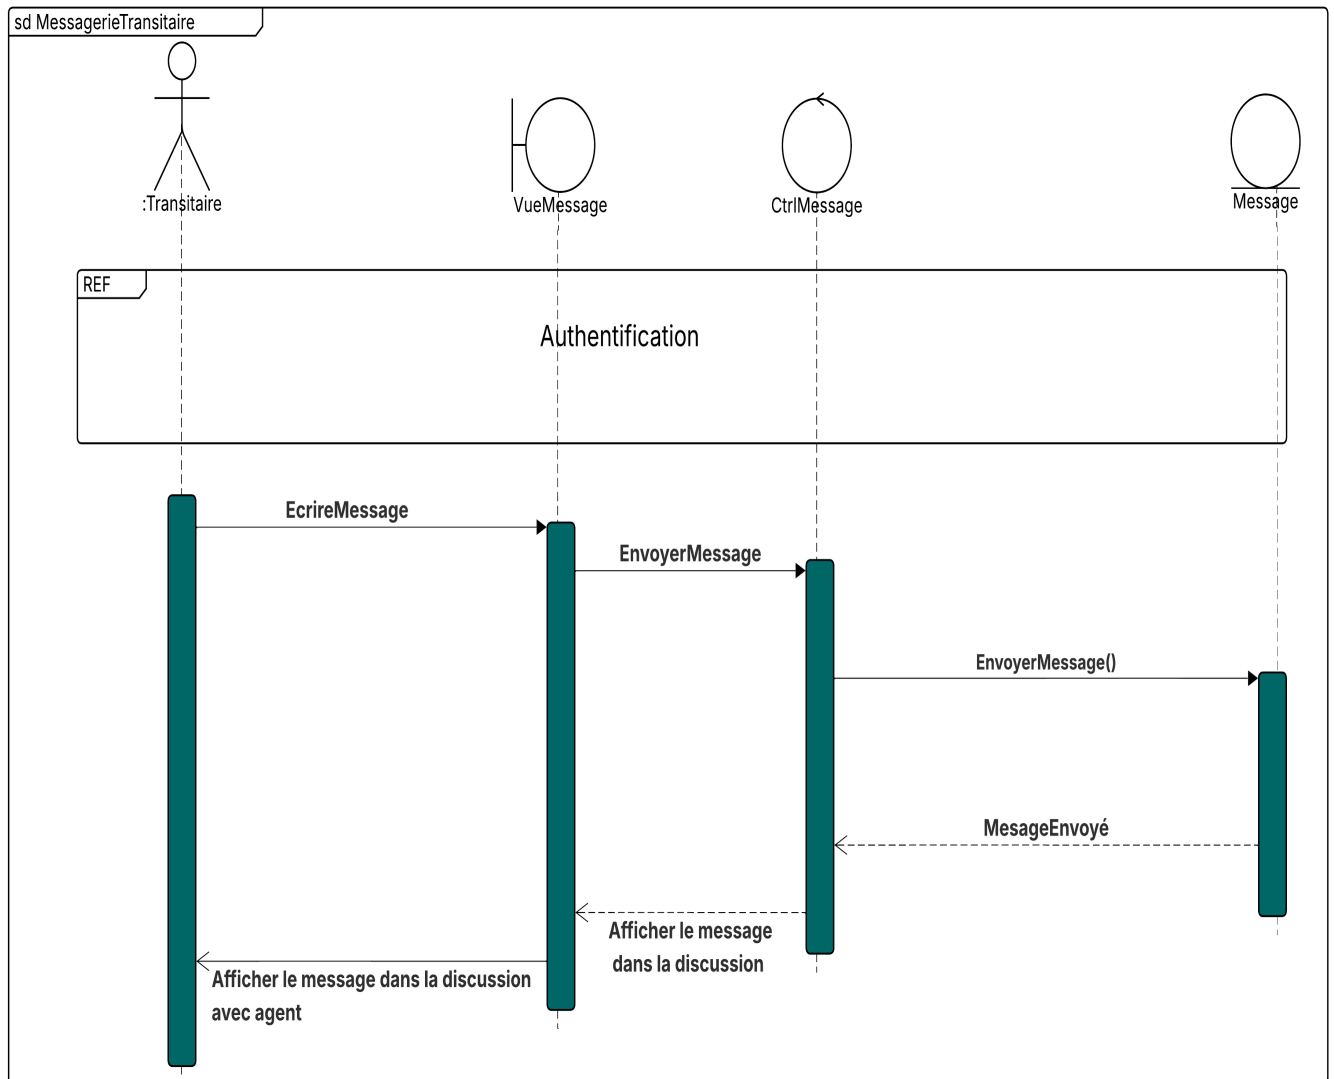 sd MessagerieTransitaire
:Transitaire
VueMessage
CtrlMessage
Message
REF
Authentification
EcrireMessage
EnvoyerMessage
EnvoyerMessage()
MesageEnvoyé
Afficher le message
dans la discussion
Afficher le message dans la discussion
avec agent